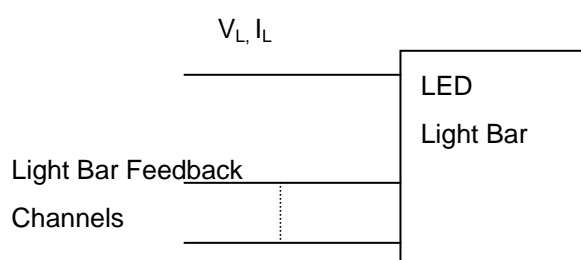 V_L, I_L
LED
Light Bar
Light Bar Feedback
Channels